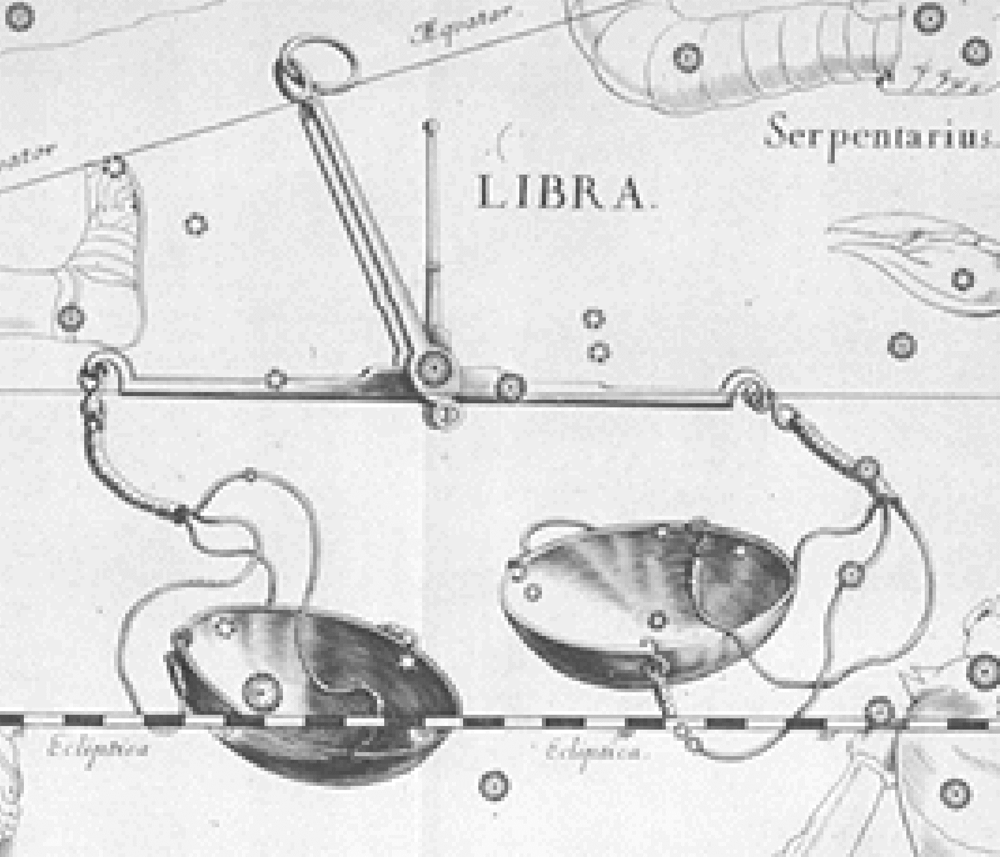 Æquator.
Serpentarius
LIBRA.
Ecliptica
Ecliptica.